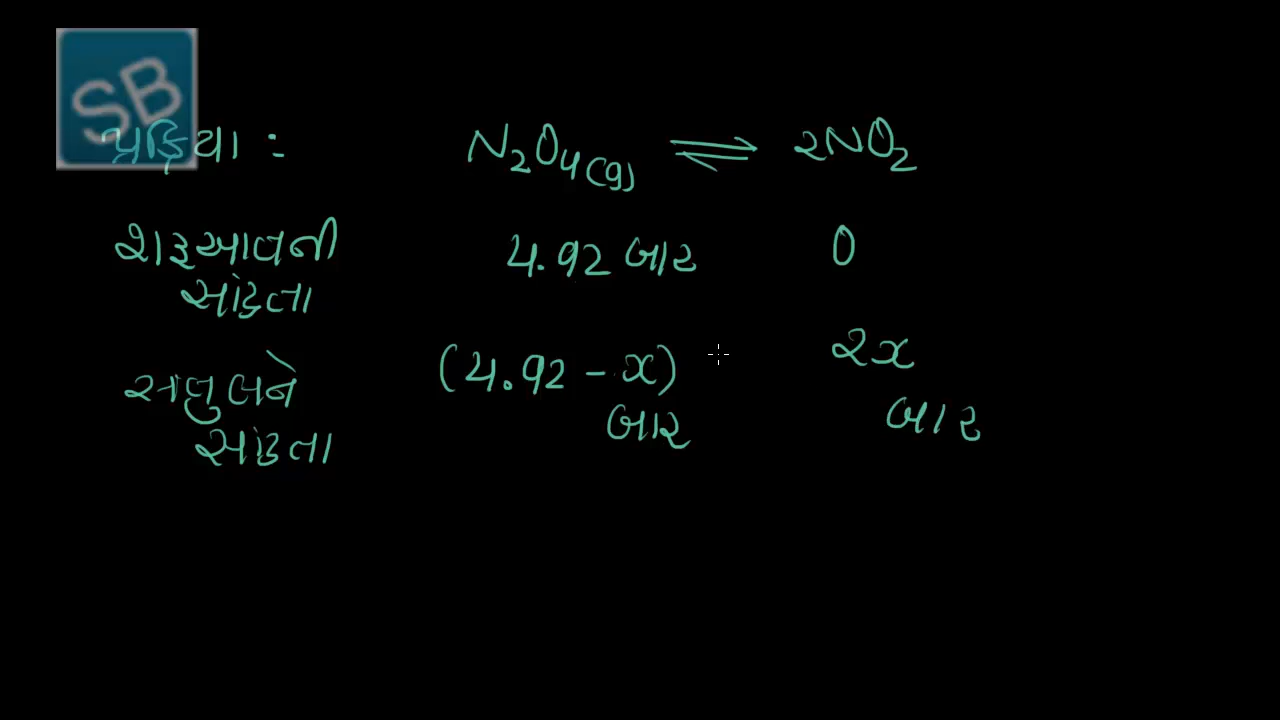 SB
પ્રક્રિયા : N₂O₄(g) ⇌ 2NO₂
શરૂઆતની 4.92 બાર 0
સાંદ્રતા
(4.92 - x) 2x
સંતુલને બાર બાર
સાંદ્રતા